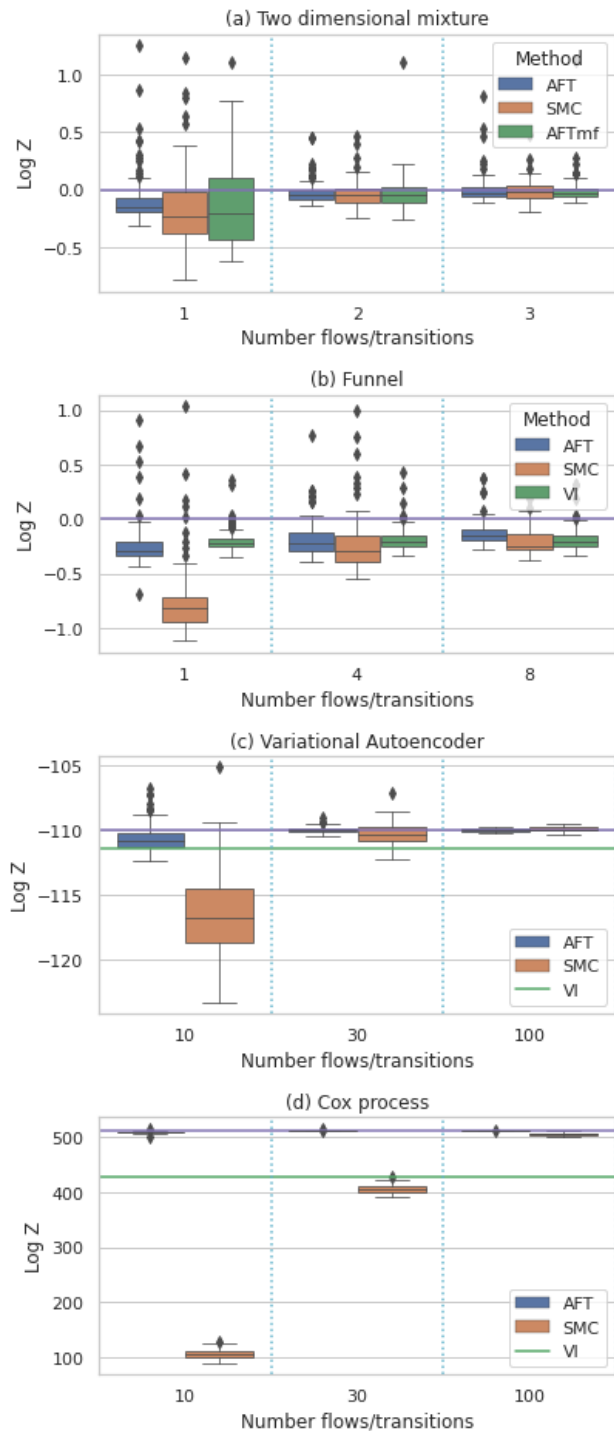 (a) Two dimensional mixture
Method
AFT
SMC
AFTmf
1.0
0.5
0.0
−0.5
Log Z
1
2
3
Number flows/transitions
(b) Funnel
Method
AFT
SMC
VI
1.0
0.5
0.0
−0.5
−1.0
Log Z
1
4
8
Number flows/transitions
(c) Variational Autoencoder
−105
−110
−115
−120
Log Z
AFT
SMC
VI
10
30
100
Number flows/transitions
(d) Cox process
500
400
300
200
100
Log Z
AFT
SMC
VI
10
30
100
Number flows/transitions